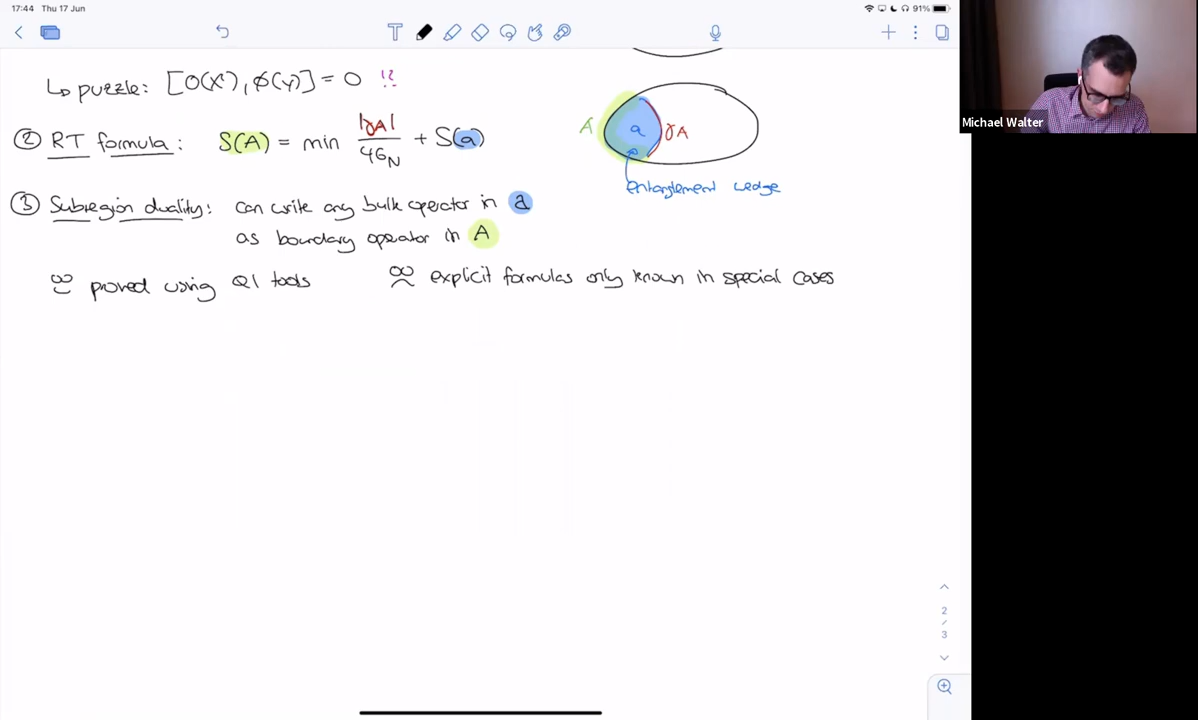 17:44 Thu 17 Jun
91%
↳ puzzle: [O(x), φ(y)] = 0 !?
② RT formula: S(A) = min |γA| / 4G_N + S(a)
A a γA
entanglement wedge
③ Subregion duality: can write any bulk operator in a
as boundary operator in A
proved using QI tools
explicit formulas only known in special cases
Michael Walter
2
/
3